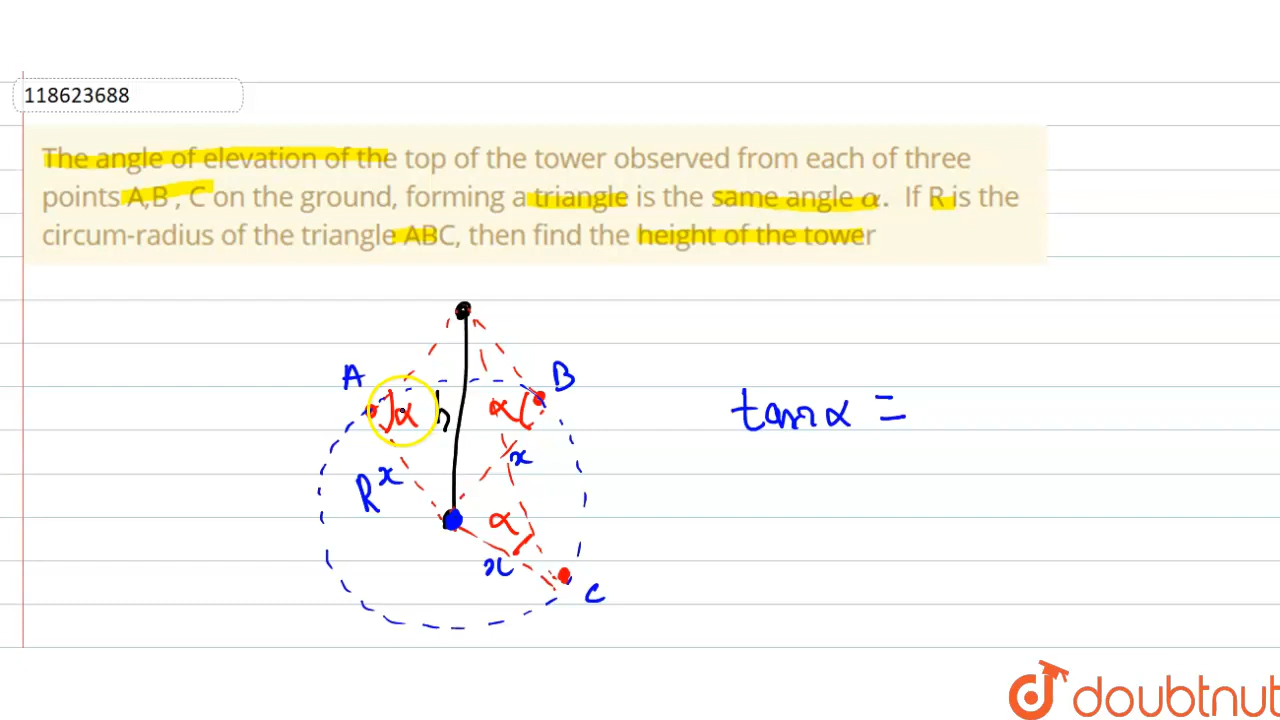 118623688
The angle of elevation of the top of the tower observed from each of three
points A,B , C on the ground, forming a triangle is the same angle α. If R is the
circum-radius of the triangle ABC, then find the height of the tower
A
B
α
h
α
tanα =
x
x
R
α
x
C
doubtnut